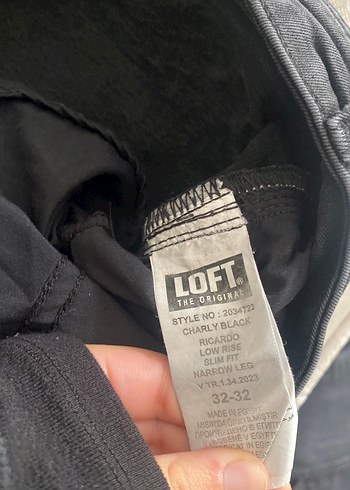 LOFT®
THE ORIGINAL
STYLE NO : 2034723
CHARLY BLACK
RICARDO
LOW RISE
SLIM FIT
NARROW LEG
V.TR.1.34.2023
32-32
MADE IN EG